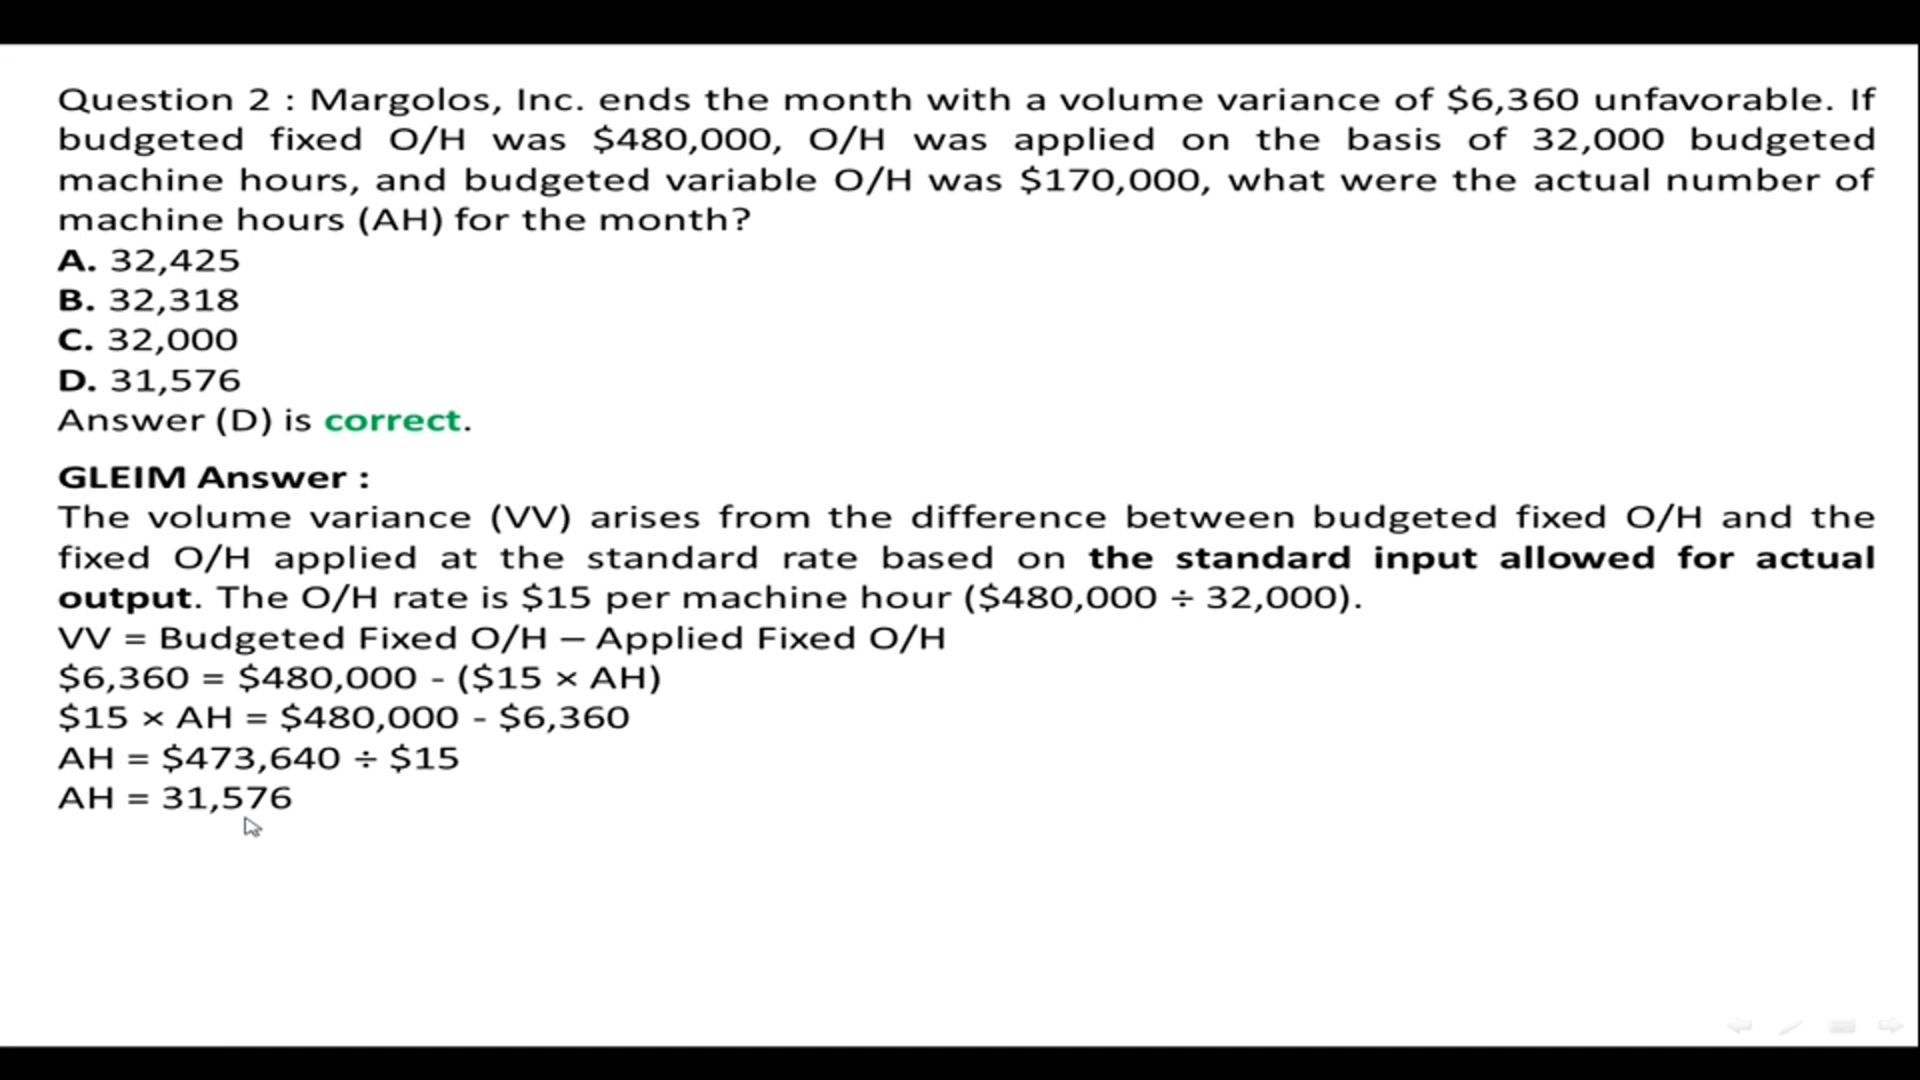 Question 2 : Margolos, Inc. ends the month with a volume variance of $6,360 unfavorable. If
budgeted fixed O/H was $480,000, O/H was applied on the basis of 32,000 budgeted
machine hours, and budgeted variable O/H was $170,000, what were the actual number of
machine hours (AH) for the month?
A. 32,425
B. 32,318
C. 32,000
D. 31,576
Answer (D) is correct.
GLEIM Answer :
The volume variance (VV) arises from the difference between budgeted fixed O/H and the
fixed O/H applied at the standard rate based on the standard input allowed for actual
output. The O/H rate is $15 per machine hour ($480,000 ÷ 32,000).
VV = Budgeted Fixed O/H – Applied Fixed O/H
$6,360 = $480,000 - ($15 × AH)
$15 × AH = $480,000 - $6,360
AH = $473,640 ÷ $15
AH = 31,576